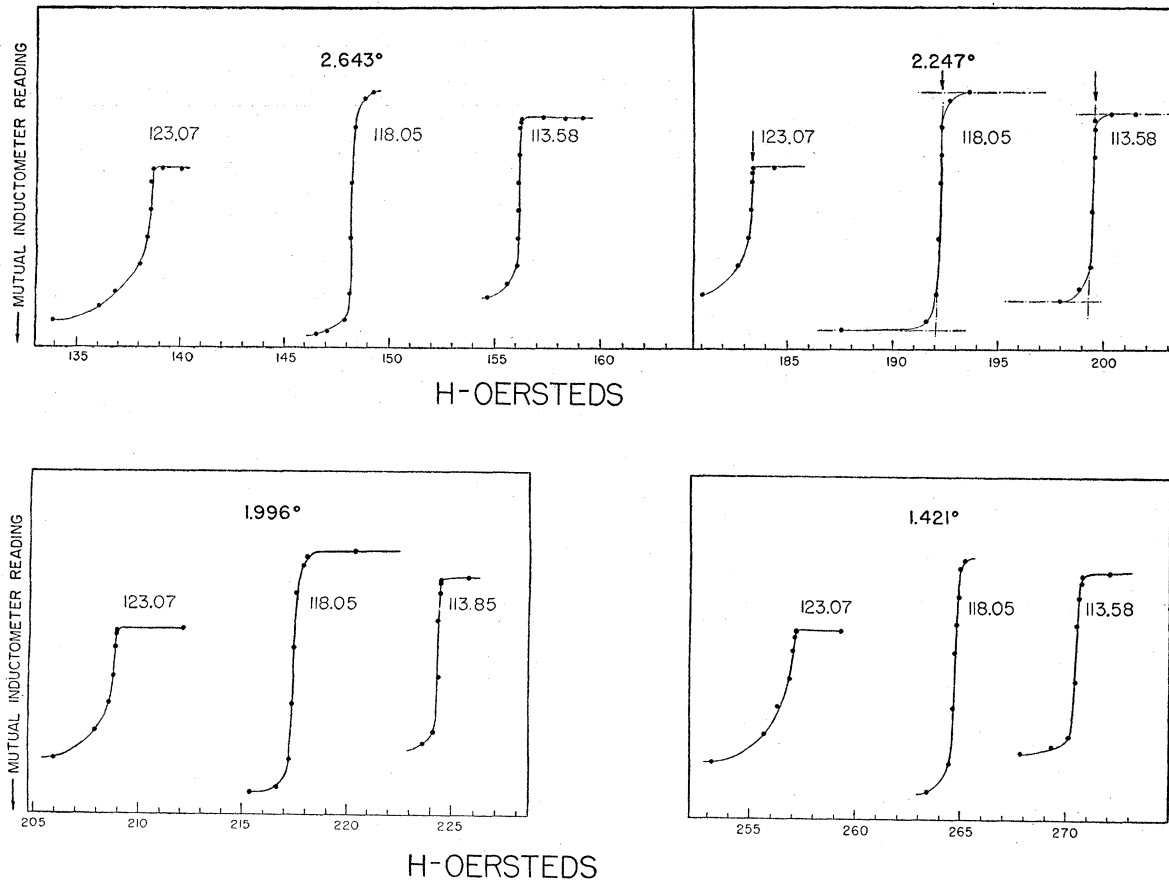 2.643°
2.247°
123.07
118.05
113.58
123.07
118.05
113.58
MUTUAL INDUCTOMETER READING
135 140 145 150 155 160 185 190 195 200
H-OERSTEDS
1.996°
1.421°
123.07
118.05
113.85
123.07
118.05
113.58
MUTUAL INDUCTOMETER READING
205 210 215 220 225 255 260 265 270
H-OERSTEDS